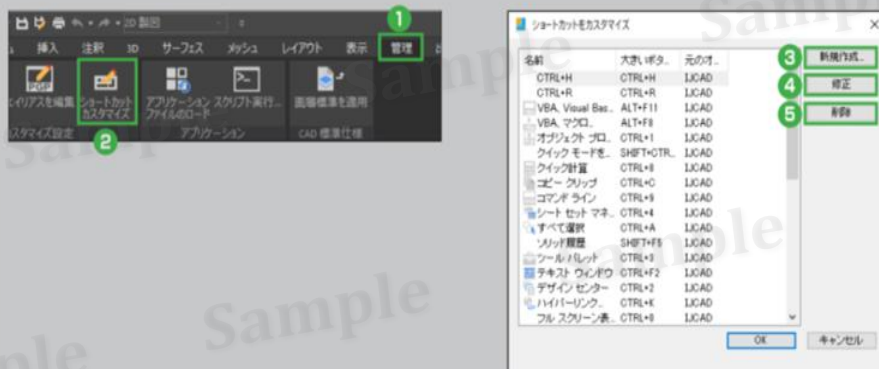 2D 製図
1
挿入 注釈 3D サーフェス メッシュ レイアウト 表示 管理
PGP
エイリアスを編集 ショートカット カスタマイズ アプリケーション ファイルのロード スクリプト実行... 画層標準を適用
カスタマイズ設定 アプリケーション CAD 標準仕様
2
ショートカットをカスタマイズ
名前 大きいボタ... 元のオ...
CTRL+H CTRL+H IJCAD
CTRL+R CTRL+R IJCAD
VBA, Visual Bas... ALT+F11 IJCAD
VBA, マクロ... ALT+F8 IJCAD
オブジェクト プロ... CTRL+1 IJCAD
クイック モードを... SHIFT+CTR... IJCAD
クイック計算 CTRL+8 IJCAD
コピー クリップ CTRL+C IJCAD
コマンド ライン CTRL+9 IJCAD
シート セット マネ... CTRL+4 IJCAD
すべて選択 CTRL+A IJCAD
ソリッド履歴 IJCAD
ツール パレット CTRL+3 IJCAD
テキスト ウィンドウ CTRL+F2 IJCAD
デザイン センター CTRL+2 IJCAD
ハイパーリンク... CTRL+K IJCAD
フル スクリーン表... CTRL+0 IJCAD
3 新規作成...
4 修正
5 削除
OK キャンセル
Sample
Sample
Sample
Sample
Sample